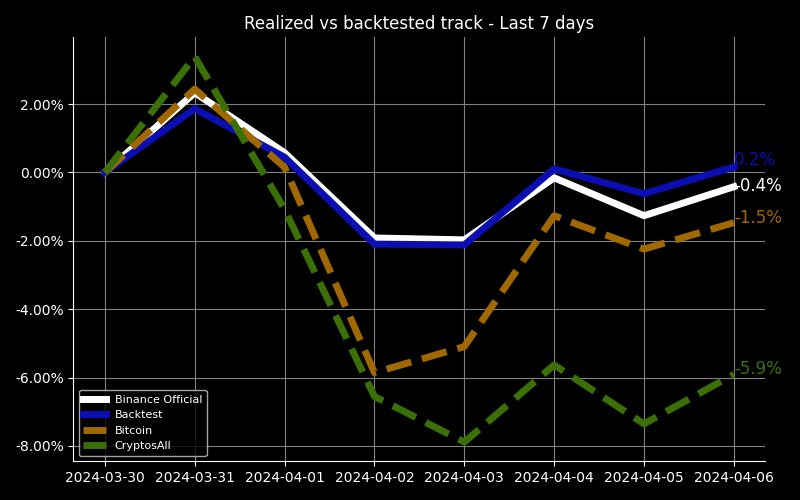 Realized vs backtested track - Last 7 days
2.00%
0.00%
-2.00%
-4.00%
-6.00%
-8.00%
0.2%
-0.4%
-1.5%
-5.9%
Binance Official
Backtest
Bitcoin
CryptosAll
2024-03-30 2024-03-31 2024-04-01 2024-04-02 2024-04-03 2024-04-04 2024-04-05 2024-04-06